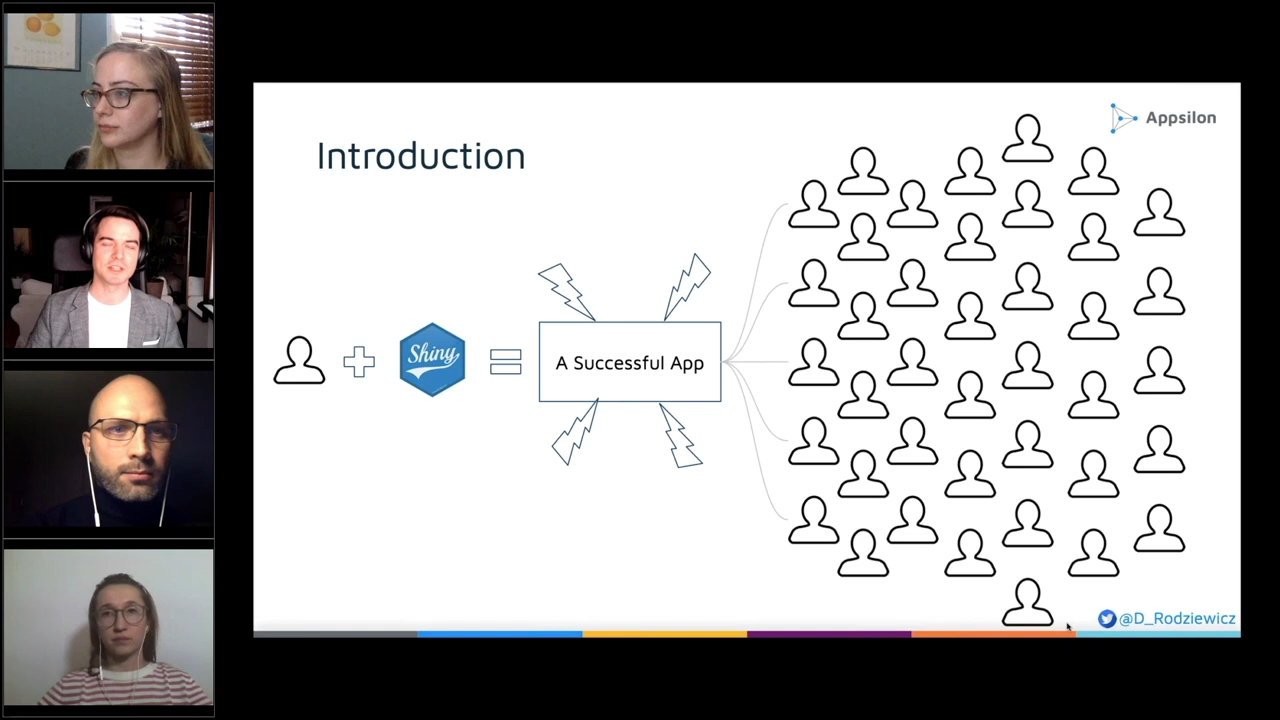 Appsilon
Introduction
Shiny
A Successful App
@D_Rodziewicz